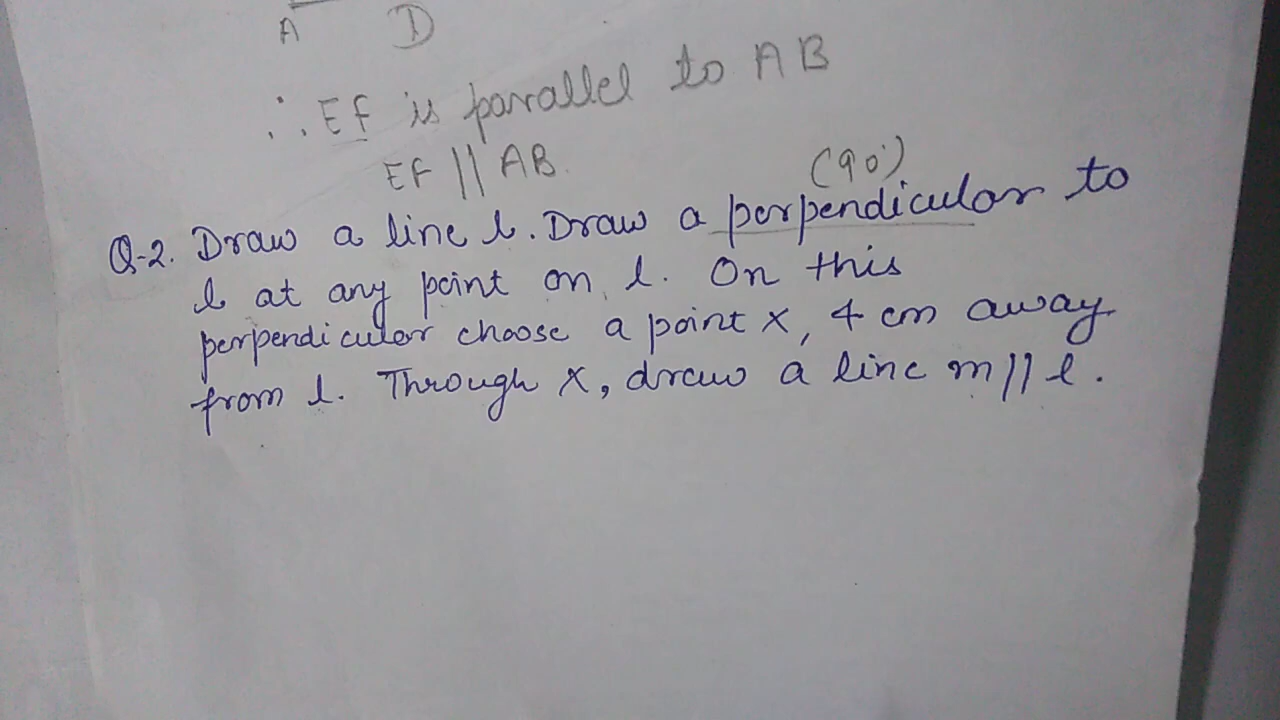 A D
∴ EF is parallel to AB
EF || AB
(90°)
Q-2. Draw a line l. Draw a perpendicular to
l at any point on l. On this
perpendicular choose a point X, 4 cm away
from l. Through X, draw a line m || l.